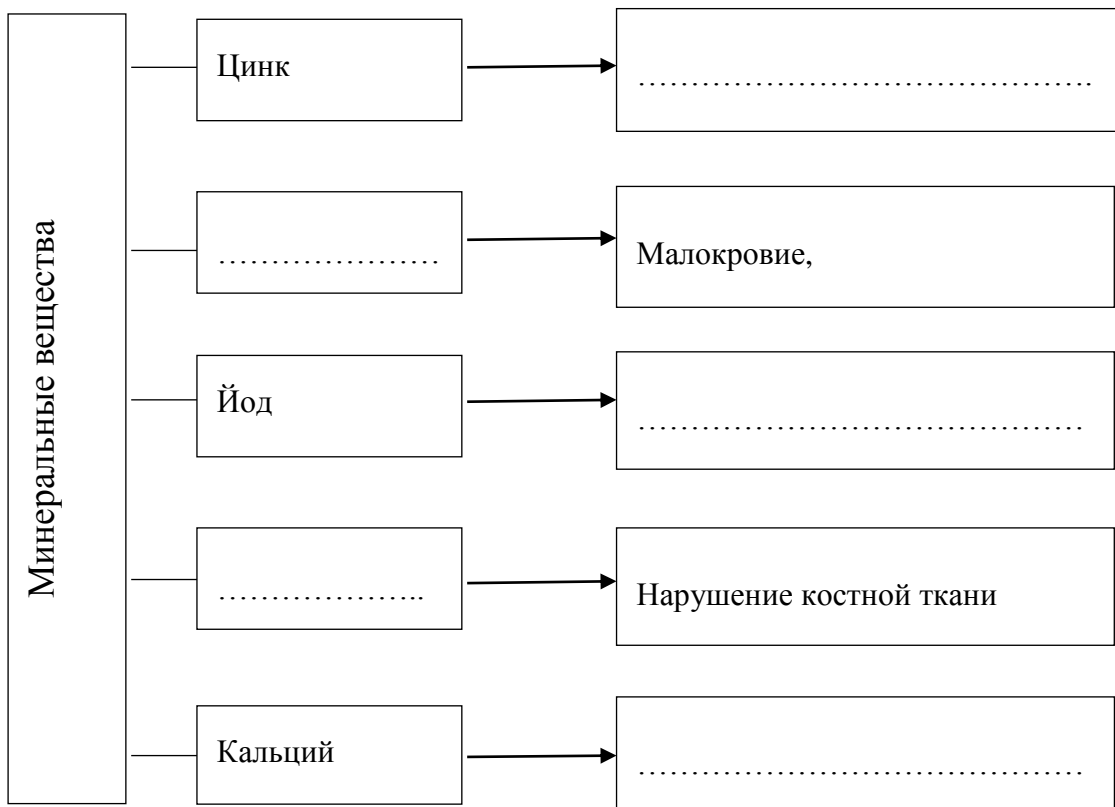 Минеральные вещества
Цинк
……………………………………
…………………
Малокровие,
Йод
……………………………………
………………..
Нарушение костной ткани
Кальций
……………………………………